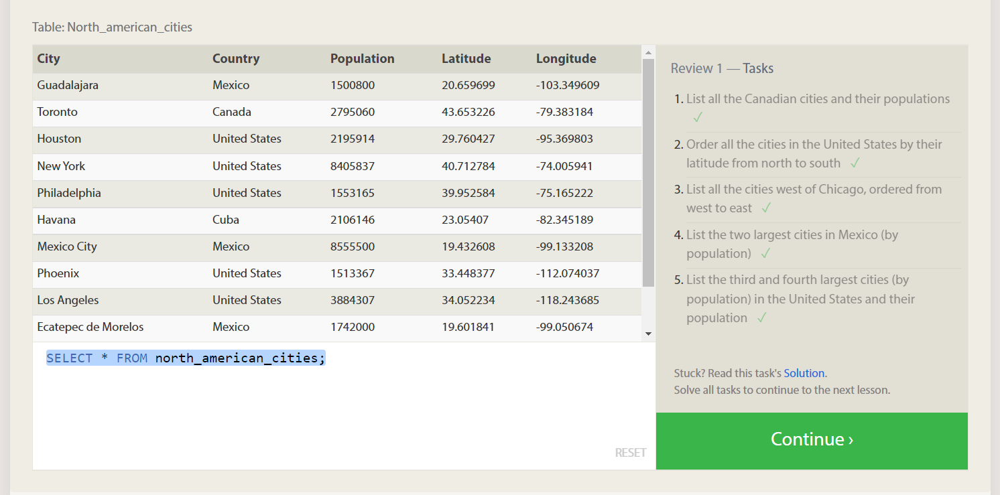 Table: North_american_cities
City Country Population Latitude Longitude
Guadalajara Mexico 1500800 20.659699 -103.349609
Toronto Canada 2795060 43.653226 -79.383184
Houston United States 2195914 29.760427 -95.369803
New York United States 8405837 40.712784 -74.005941
Philadelphia United States 1553165 39.952584 -75.165222
Havana Cuba 2106146 23.05407 -82.345189
Mexico City Mexico 8555500 19.432608 -99.133208
Phoenix United States 1513367 33.448377 -112.074037
Los Angeles United States 3884307 34.052234 -118.243685
Ecatepec de Morelos Mexico 1742000 19.601841 -99.050674
SELECT * FROM north_american_cities;
RESET
Review 1 — Tasks
1. List all the Canadian cities and their populations
✓
2. Order all the cities in the United States by their
latitude from north to south ✓
3. List all the cities west of Chicago, ordered from
west to east ✓
4. List the two largest cities in Mexico (by
population) ✓
5. List the third and fourth largest cities (by
population) in the United States and their
population ✓
Stuck? Read this task's Solution.
Solve all tasks to continue to the next lesson.
Continue ›